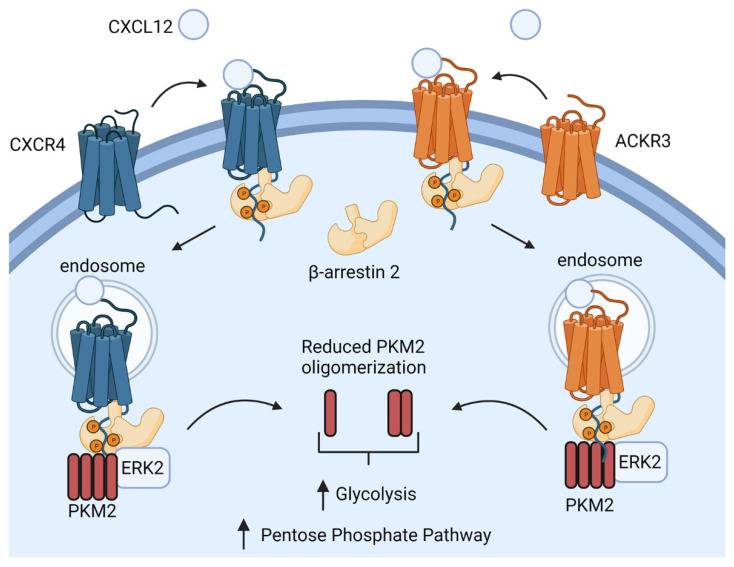 CXCL12
CXCR4
ACKR3
P
P
P
P
P
P
β-arrestin 2
endosome
endosome
Reduced PKM2
oligomerization
P
P
P
P
P
P
ERK2
ERK2
PKM2
PKM2
Glycolysis
Pentose Phosphate Pathway